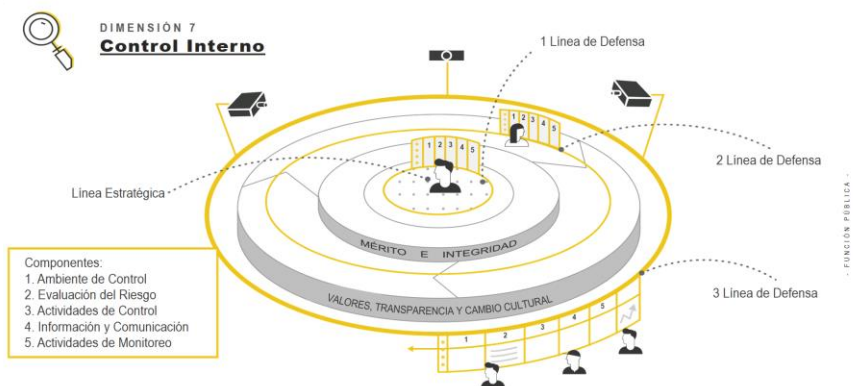 DIMENSIÓN 7
Control Interno
1 Línea de Defensa
1 2 3 4 5
1 2 3 4 5
2 Línea de Defensa
Línea Estratégica
MÉRITO E INTEGRIDAD
VALORES, TRANSPARENCIA Y CAMBIO CULTURAL
3 Línea de Defensa
1 2 3 4 5
Componentes:
1. Ambiente de Control
2. Evaluación del Riesgo
3. Actividades de Control
4. Información y Comunicación
5. Actividades de Monitoreo
- FUNCIÓN PÚBLICA -